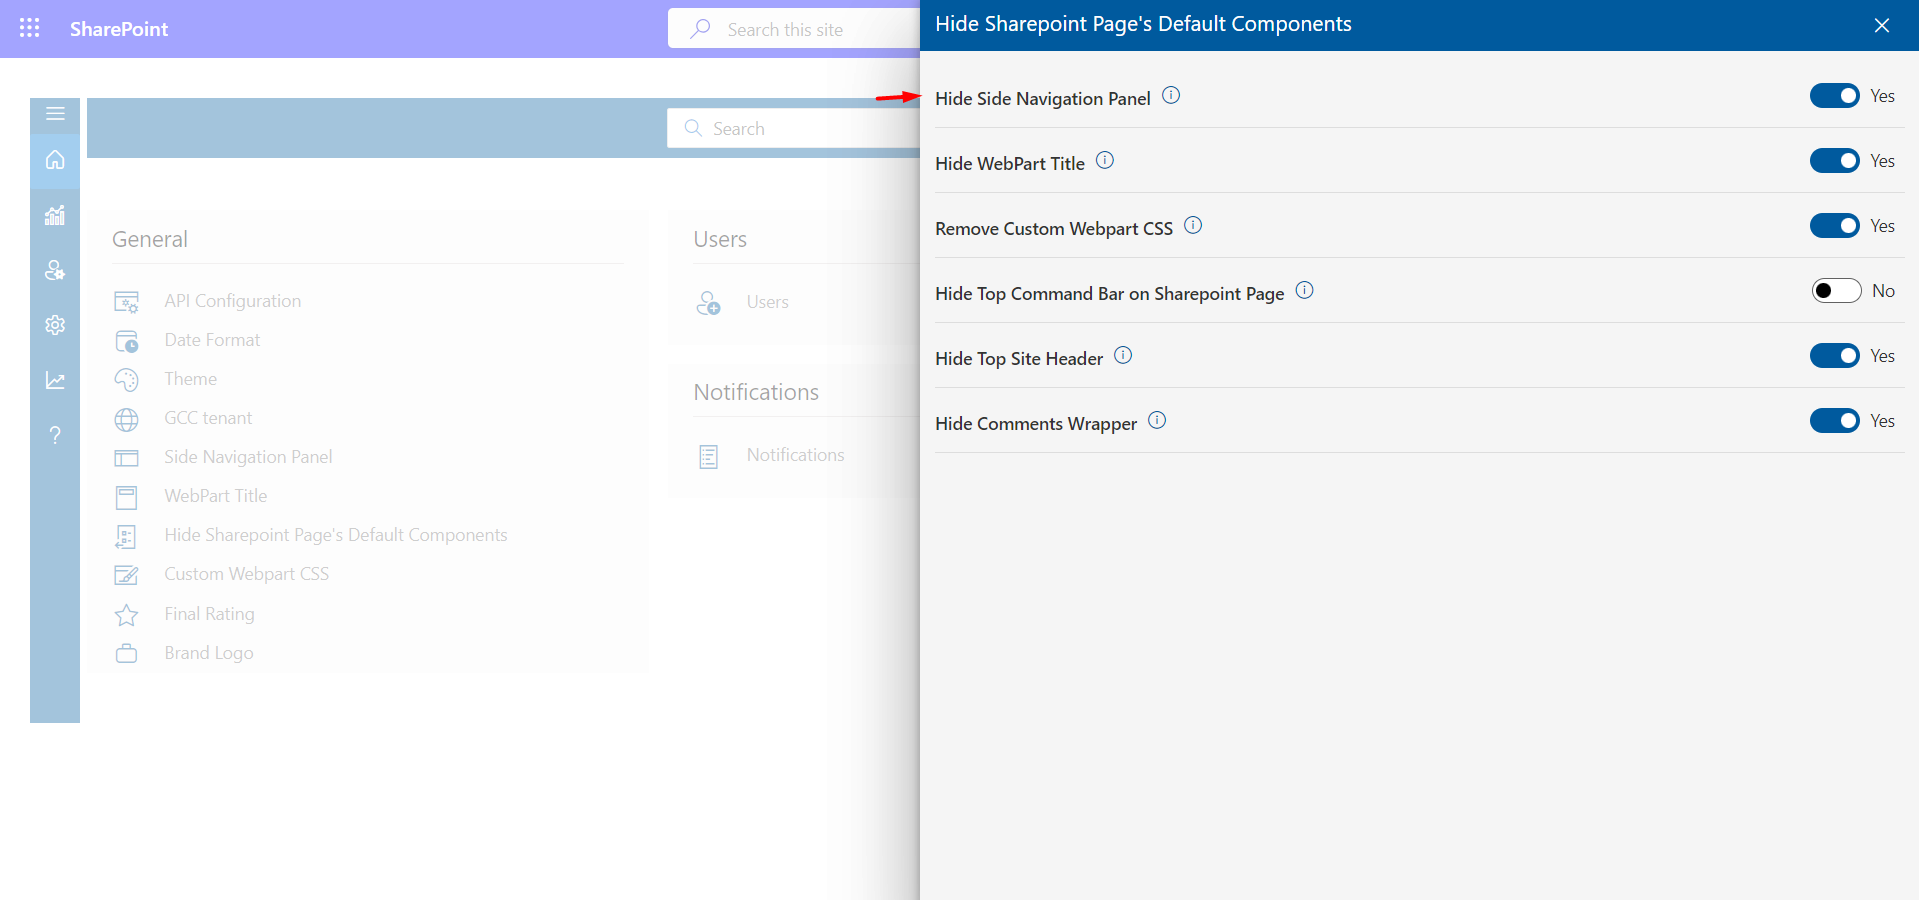 SharePoint
Search this site
Search
General
API Configuration
Date Format
Theme
GCC tenant
Side Navigation Panel
WebPart Title
Hide Sharepoint Page's Default Components
Custom Webpart CSS
Final Rating
Brand Logo
Users
Users
Notifications
Notifications
Hide Sharepoint Page's Default Components
Hide Side Navigation Panel Yes
Hide WebPart Title Yes
Remove Custom Webpart CSS Yes
Hide Top Command Bar on Sharepoint Page No
Hide Top Site Header Yes
Hide Comments Wrapper Yes